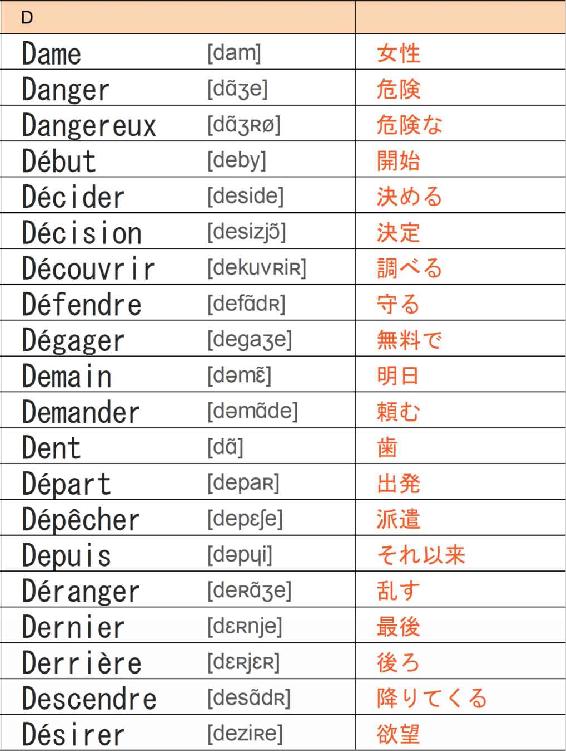 D
Dame [dam] 女性
Danger [dɑ̃ʒe] 危険
Dangereux [dɑ̃ʒʀø] 危険な
Début [deby] 開始
Décider [deside] 決める
Décision [desizjɔ̃] 決定
Découvrir [dekuvʀiʀ] 調べる
Défendre [defɑ̃dʀ] 守る
Dégager [degaʒe] 無料で
Demain [dəmɛ̃] 明日
Demander [dəmɑ̃de] 頼む
Dent [dɑ̃] 歯
Départ [depaʀ] 出発
Dépêcher [depɛʃe] 派遣
Depuis [dəpɥi] それ以来
Déranger [deʀɑ̃ʒe] 乱す
Dernier [dɛʀnje] 最後
Derrière [dɛʀjɛʀ] 後ろ
Descendre [desɑ̃dʀ] 降りてくる
Désirer [deziʀe] 欲望